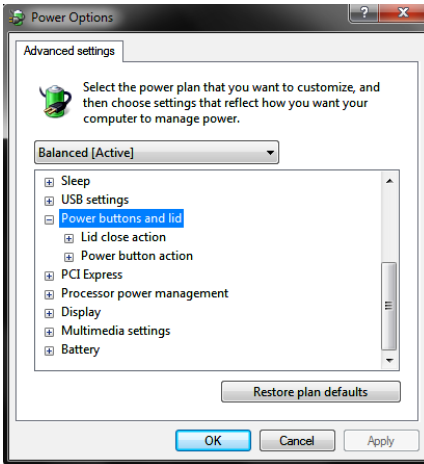 Power Options
Advanced settings
Select the power plan that you want to customize, and
then choose settings that reflect how you want your
computer to manage power.
Balanced [Active]
Sleep
USB settings
Power buttons and lid
Lid close action
Power button action
PCI Express
Processor power management
Display
Multimedia settings
Battery
Restore plan defaults
OK Cancel Apply